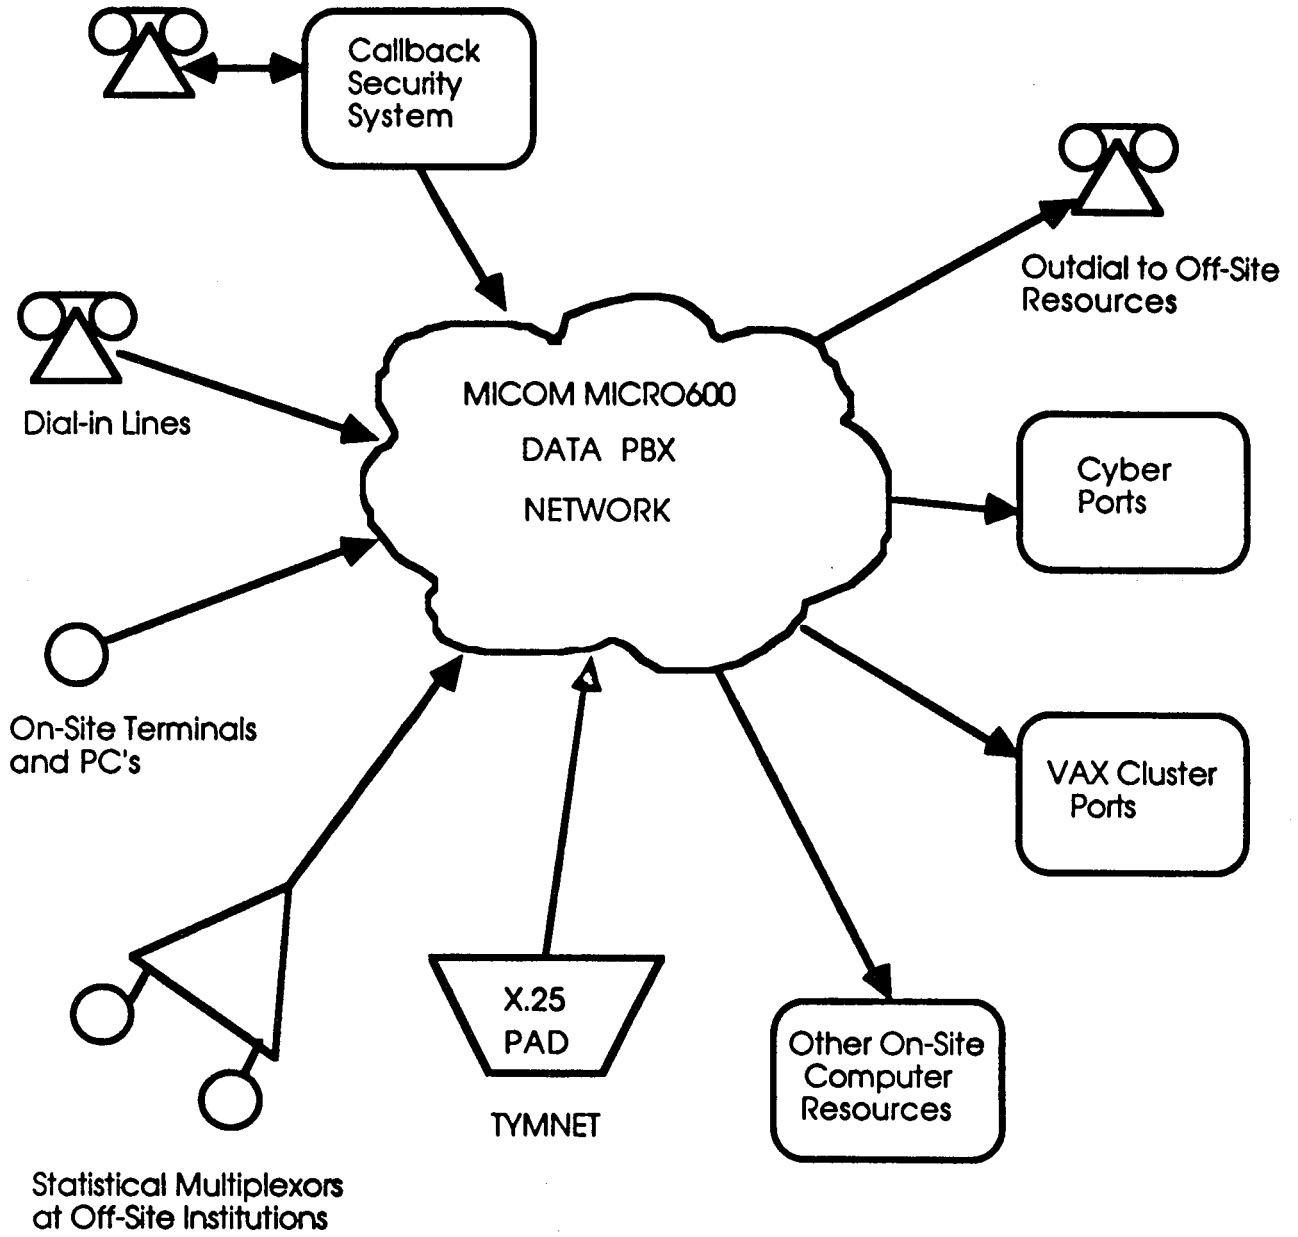 Callback
Security
System
Outdial to Off-Site
Resources
Dial-in Lines
MICOM MICRO600
DATA PBX
NETWORK
Cyber
Ports
On-Site Terminals
and PC's
VAX Cluster
Ports
X.25
PAD
TYMNET
Other On-Site
Computer
Resources
Statistical Multiplexors
at Off-Site Institutions